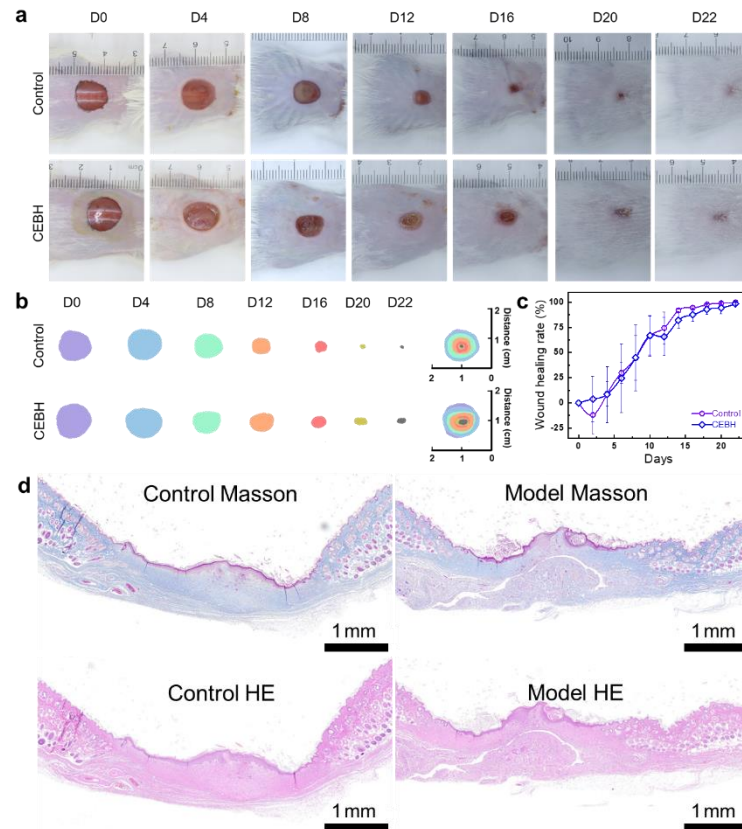 a
D0 D4 D8 D12 D16 D20 D22
Control
CEBH
b
D0 D4 D8 D12 D16 D20 D22
Control
CEBH
Distance (cm)
2
1
0
2 1 0
Distance (cm)
2
1
0
2 1 0
c
Wound healing rate (%)
100
75
50
25
0
-25
0 5 10 15 20
Days
Control
CEBH
d
Control Masson
1 mm
Model Masson
1 mm
Control HE
1 mm
Model HE
1 mm